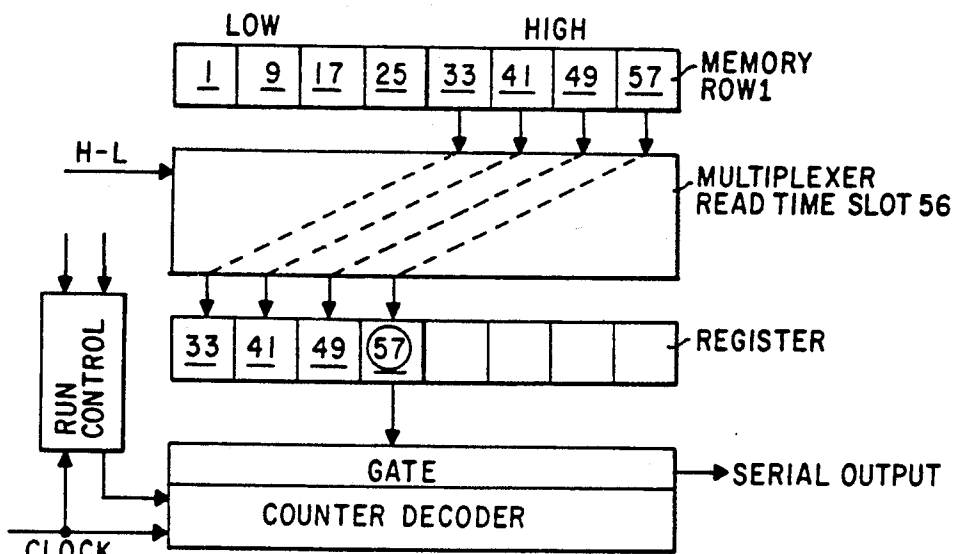 LOW HIGH
1 9 17 25 33 41 49 57
MEMORY
ROW1
H-L
MULTIPLEXER
READ TIME SLOT 56
33 41 49 57
REGISTER
RUN
CONTROL
GATE
SERIAL OUTPUT
COUNTER DECODER
CLOCK